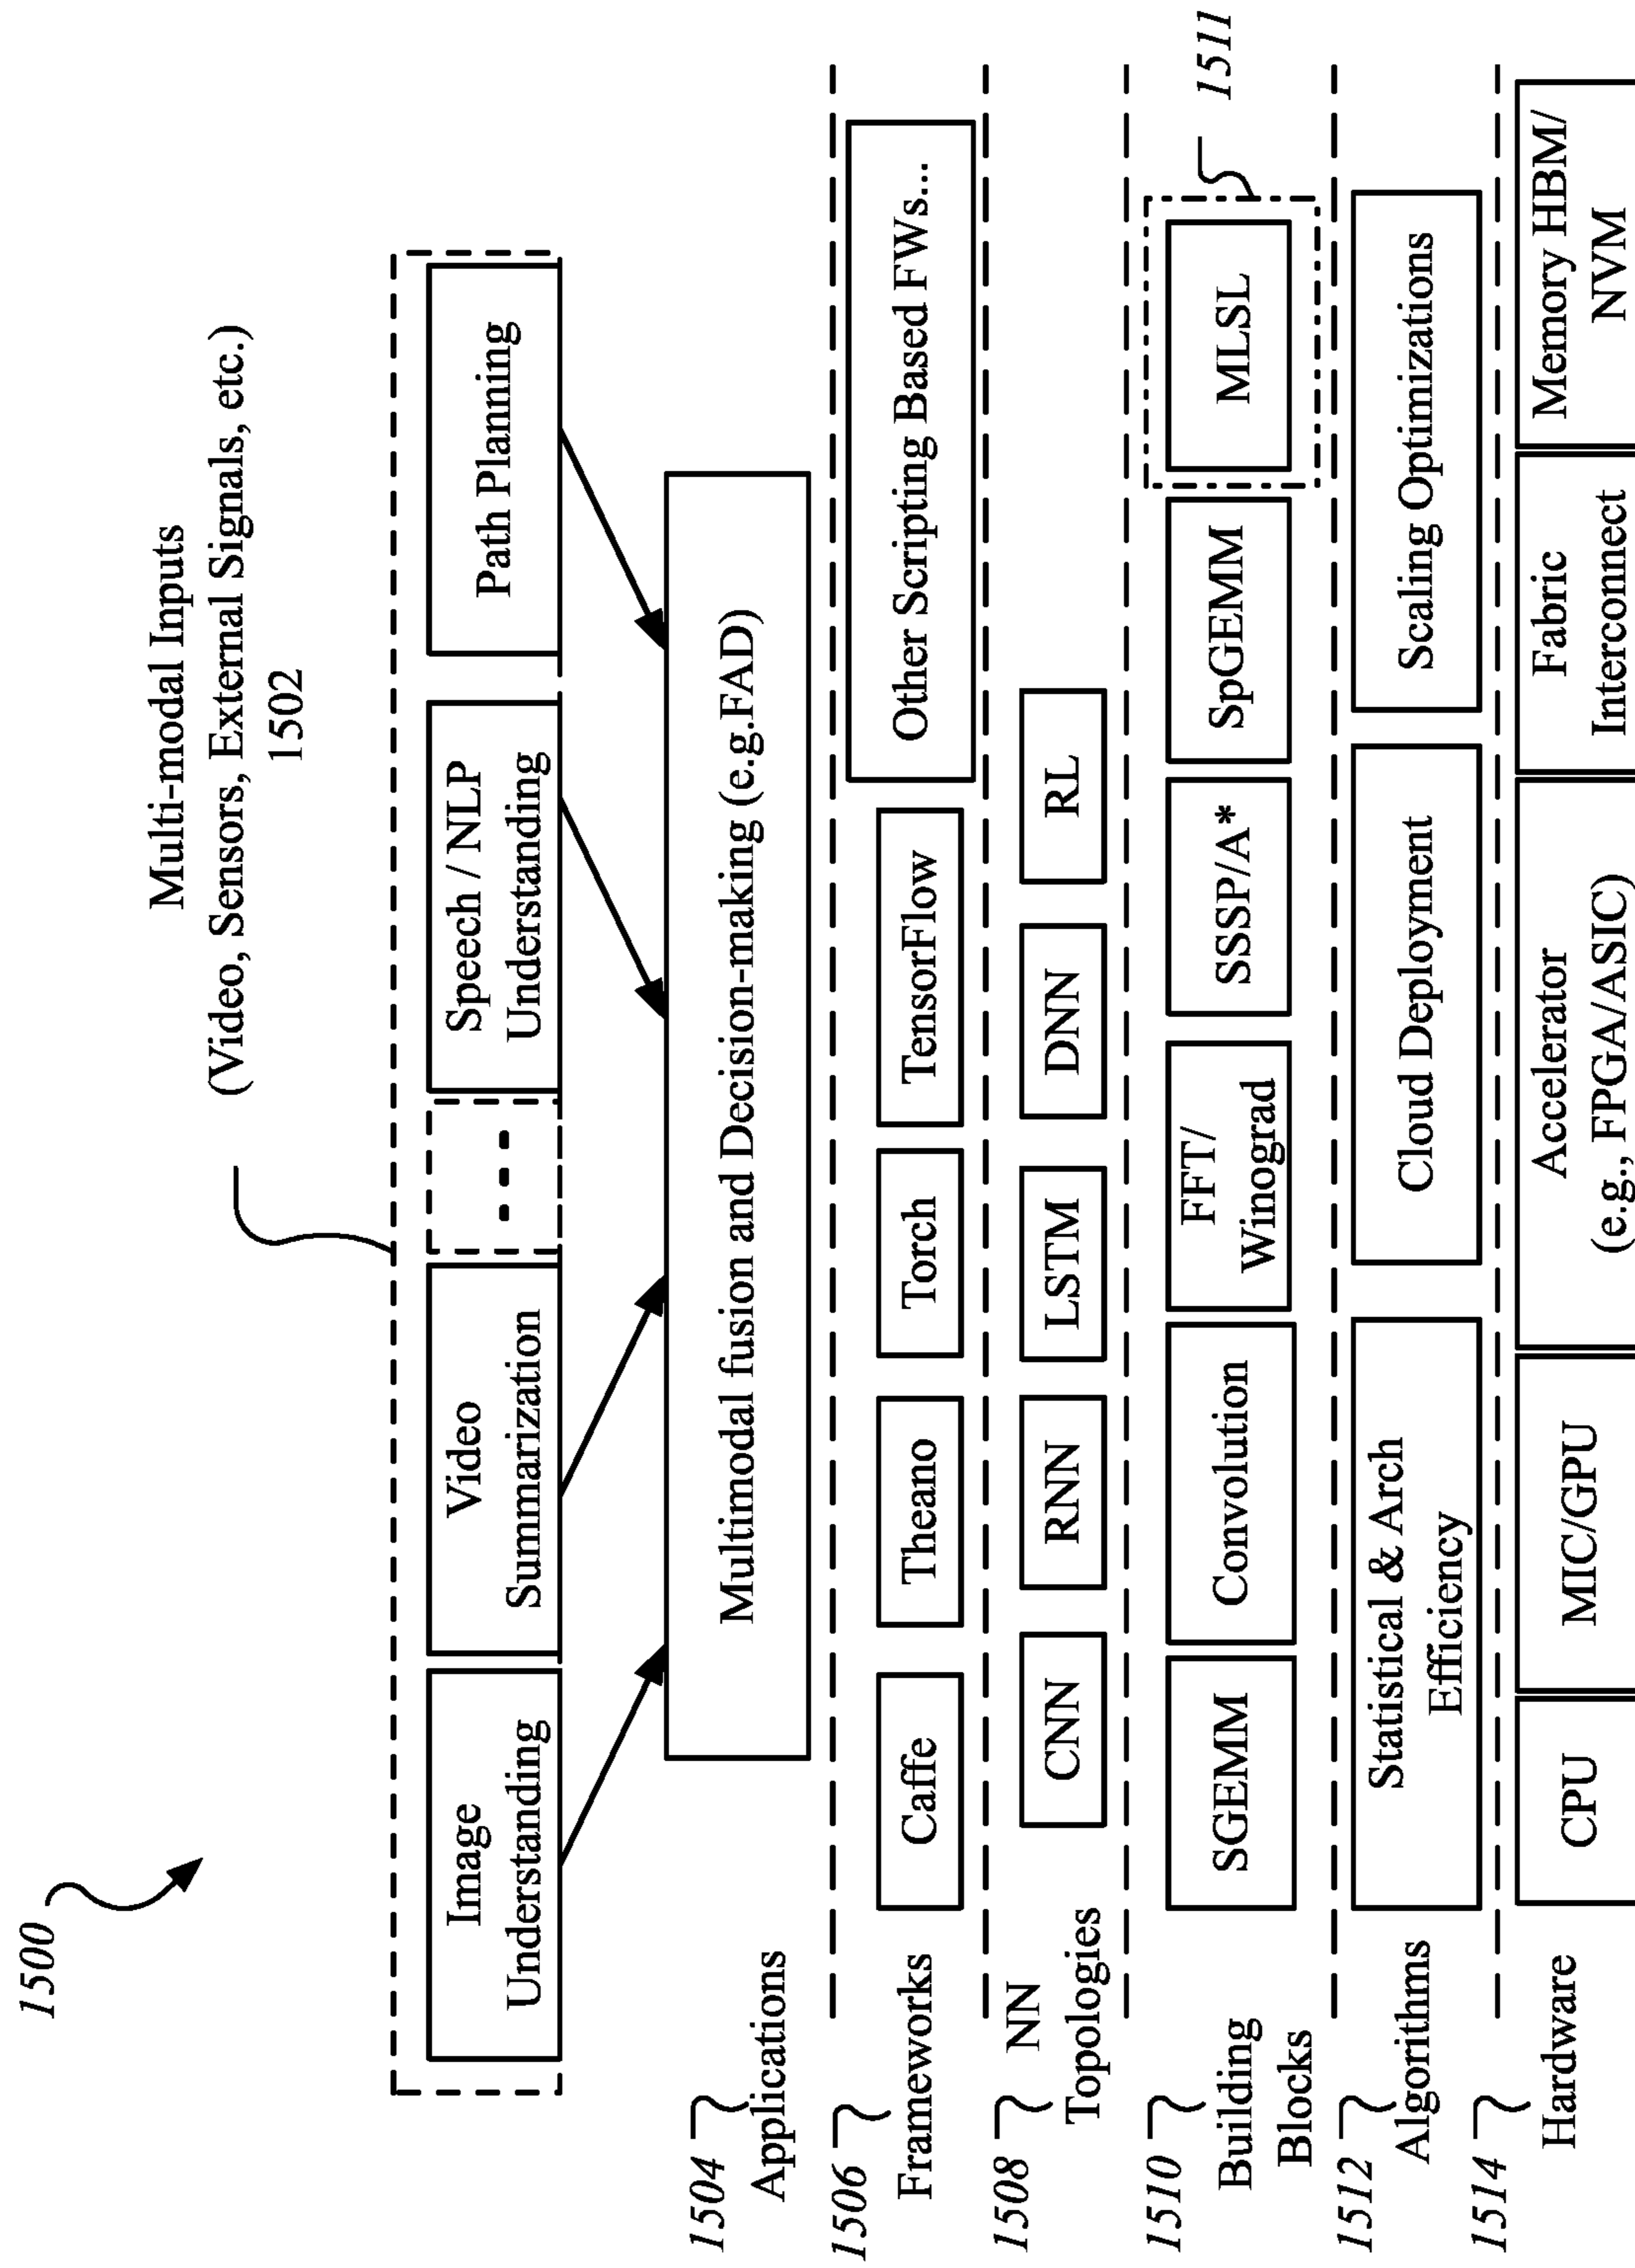 1500
Multi-modal Inputs
(Video, Sensors, External Signals, etc.)
1502
Image
Understanding
Video
Summarization
...
Speech / NLP
Understanding
Path Planning
1504
Applications
Multimodal fusion and Decision-making (e.g.FAD)
1506
Frameworks
Caffe
Theano
Torch
TensorFlow
Other Scripting Based FWs...
1508
NN
Topologies
CNN
RNN
LSTM
DNN
RL
1510
Building
Blocks
SGEMM
Convolution
FFT/
Winograd
SSSP/A*
SpGEMM
MLSL
1511
1512
Algorithms
Statistical & Arch
Efficiency
Cloud Deployment
Scaling Optimizations
1514
Hardware
CPU
MIC/GPU
Accelerator
(e.g., FPGA/ASIC)
Fabric
Interconnect
Memory HBM/
NVM